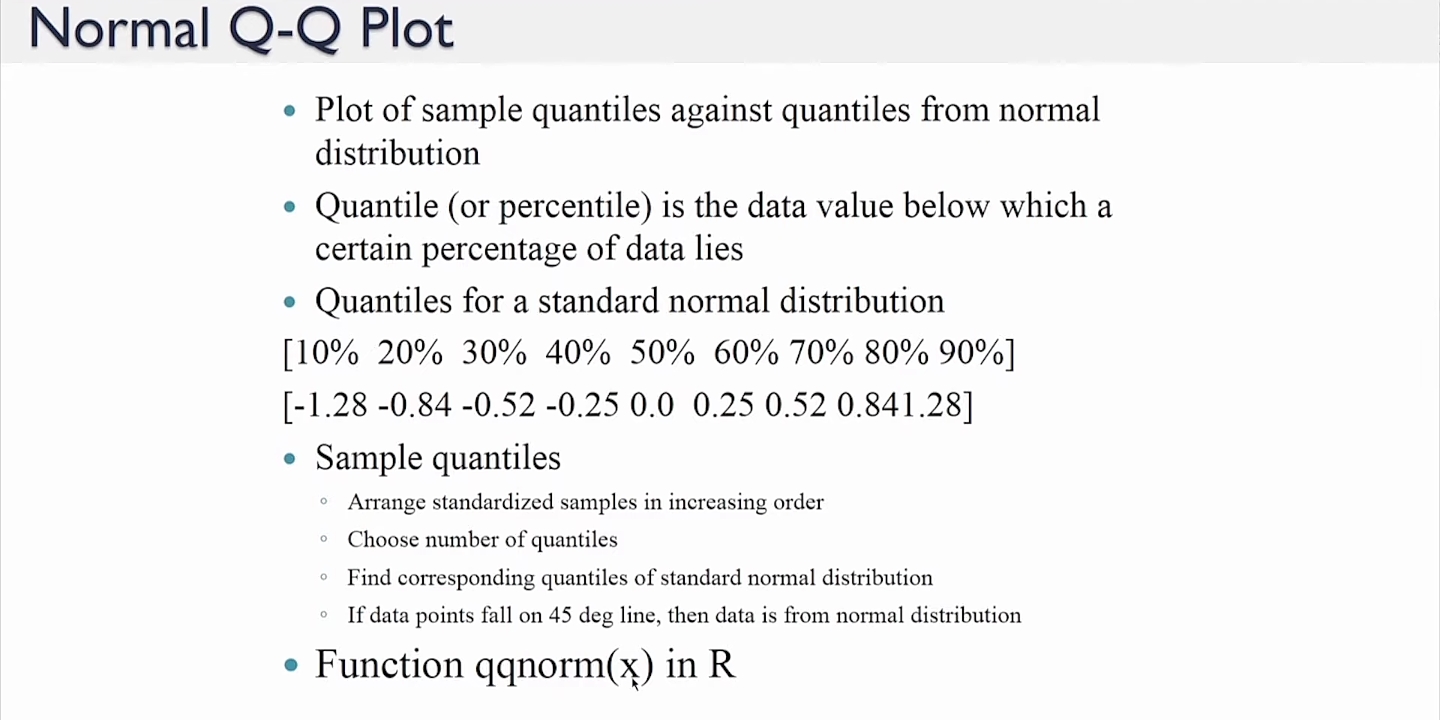 Normal Q-Q Plot
• Plot of sample quantiles against quantiles from normal
distribution
• Quantile (or percentile) is the data value below which a
certain percentage of data lies
• Quantiles for a standard normal distribution
[10% 20% 30% 40% 50% 60% 70% 80% 90%]
[-1.28 -0.84 -0.52 -0.25 0.0 0.25 0.52 0.841.28]
• Sample quantiles
◦ Arrange standardized samples in increasing order
◦ Choose number of quantiles
◦ Find corresponding quantiles of standard normal distribution
◦ If data points fall on 45 deg line, then data is from normal distribution
• Function qqnorm(x) in R